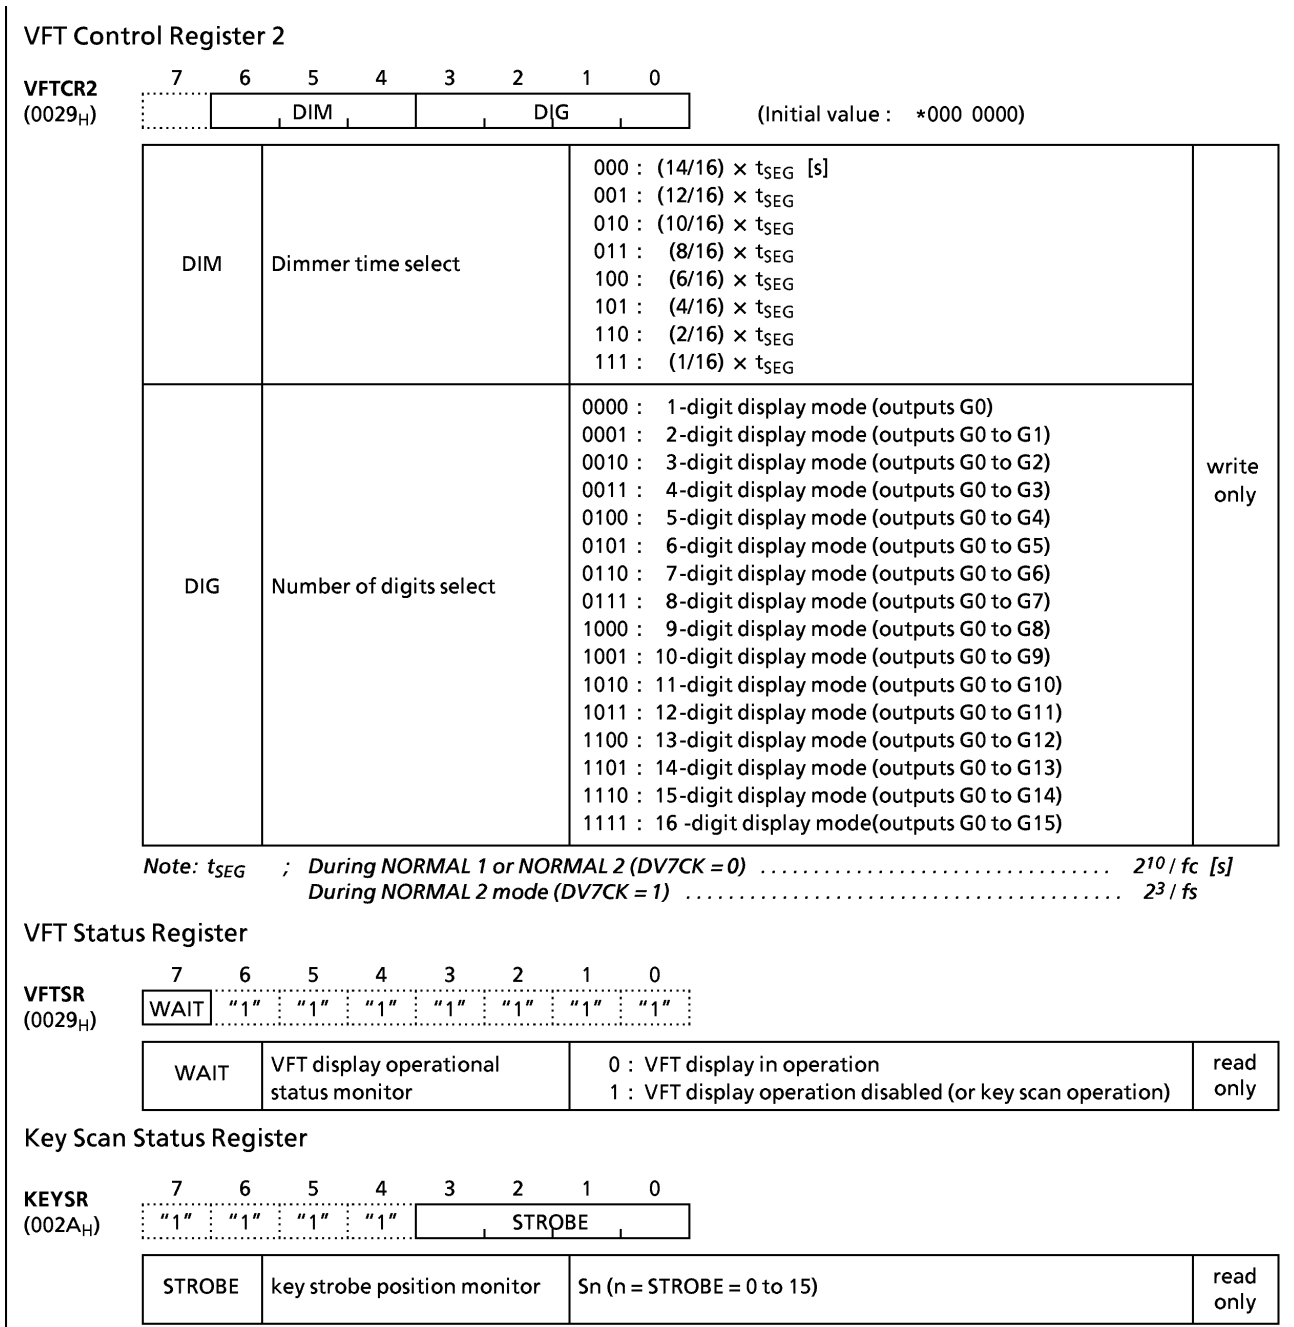 VFT Control Register 2
7 6 5 4 3 2 1 0
VFTCR2
(0029H)
DIM DIG (Initial value : *000 0000)
DIM Dimmer time select
000 : (14/16) × tSEG [s]
001 : (12/16) × tSEG
010 : (10/16) × tSEG
011 : (8/16) × tSEG
100 : (6/16) × tSEG
101 : (4/16) × tSEG
110 : (2/16) × tSEG
111 : (1/16) × tSEG
DIG Number of digits select
0000 : 1-digit display mode (outputs G0)
0001 : 2-digit display mode (outputs G0 to G1)
0010 : 3-digit display mode (outputs G0 to G2)
0011 : 4-digit display mode (outputs G0 to G3)
0100 : 5-digit display mode (outputs G0 to G4)
0101 : 6-digit display mode (outputs G0 to G5)
0110 : 7-digit display mode (outputs G0 to G6)
0111 : 8-digit display mode (outputs G0 to G7)
1000 : 9-digit display mode (outputs G0 to G8)
1001 : 10-digit display mode (outputs G0 to G9)
1010 : 11-digit display mode (outputs G0 to G10)
1011 : 12-digit display mode (outputs G0 to G11)
1100 : 13-digit display mode (outputs G0 to G12)
1101 : 14-digit display mode (outputs G0 to G13)
1110 : 15-digit display mode (outputs G0 to G14)
1111 : 16 -digit display mode(outputs G0 to G15)
write
only
Note: tSEG ; During NORMAL 1 or NORMAL 2 (DV7CK = 0) ................................. 2^10 / fc [s]
During NORMAL 2 mode (DV7CK = 1) ......................................... 2^3 / fs
VFT Status Register
7 6 5 4 3 2 1 0
VFTSR
(0029H)
WAIT "1" "1" "1" "1" "1" "1" "1"
WAIT
VFT display operational
status monitor
0 : VFT display in operation
1 : VFT display operation disabled (or key scan operation)
read
only
Key Scan Status Register
7 6 5 4 3 2 1 0
KEYSR
(002AH)
"1" "1" "1" "1" STROBE
STROBE key strobe position monitor Sn (n = STROBE = 0 to 15)
read
only